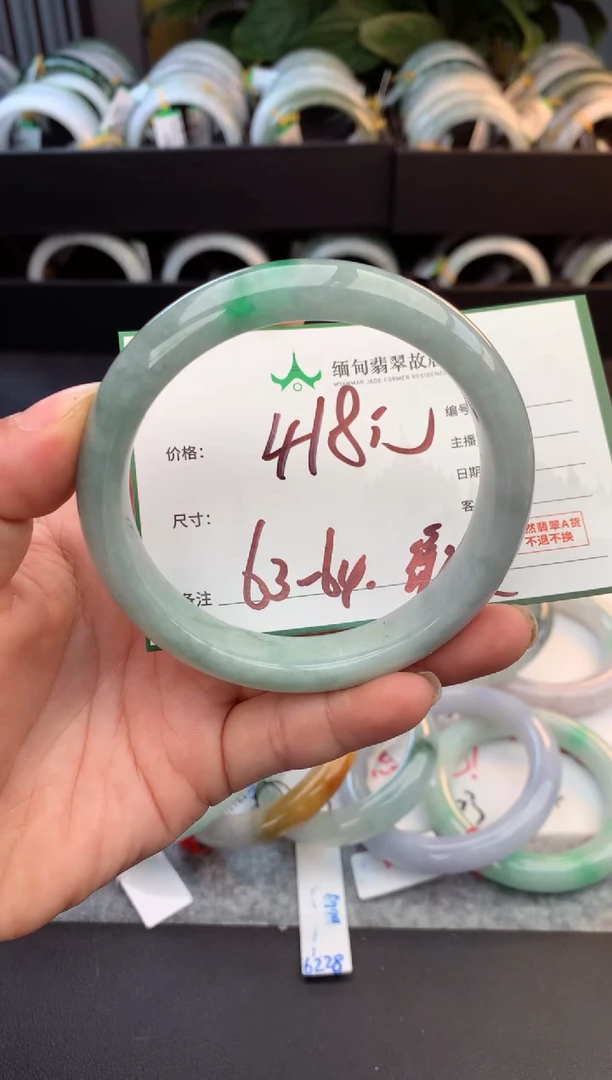 缅甸翡翠故
MYANMAR JADE FORMER RESIDENCE
编号
价格: 418元
主播
日期
尺寸: 63-64.
客
然翡翠A货
不退不换
备注
6228